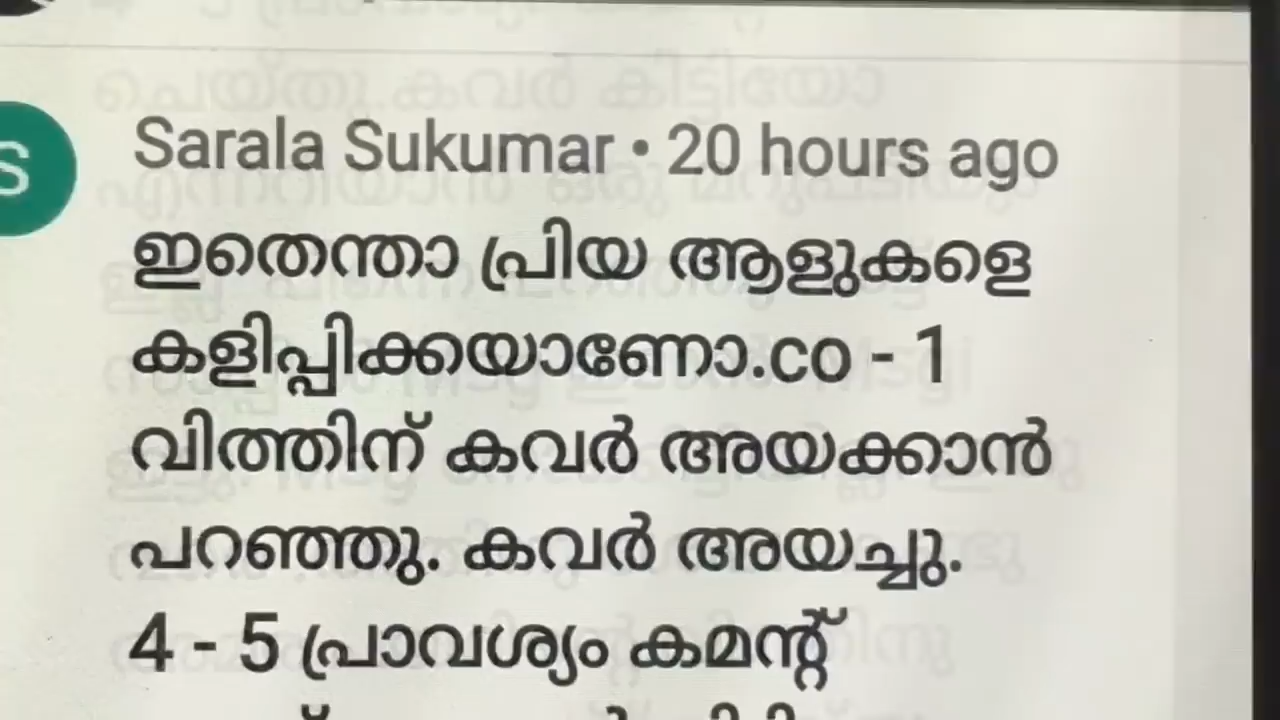 S
Sarala Sukumar • 20 hours ago
ഇതെന്താ പ്രിയ ആളുകളെ
കളിപ്പിക്കയാണോ.co - 1
വിത്തിന് കവർ അയക്കാൻ
പറഞ്ഞു. കവർ അയച്ചു.
4 - 5 പ്രാവശ്യം കമന്റ്